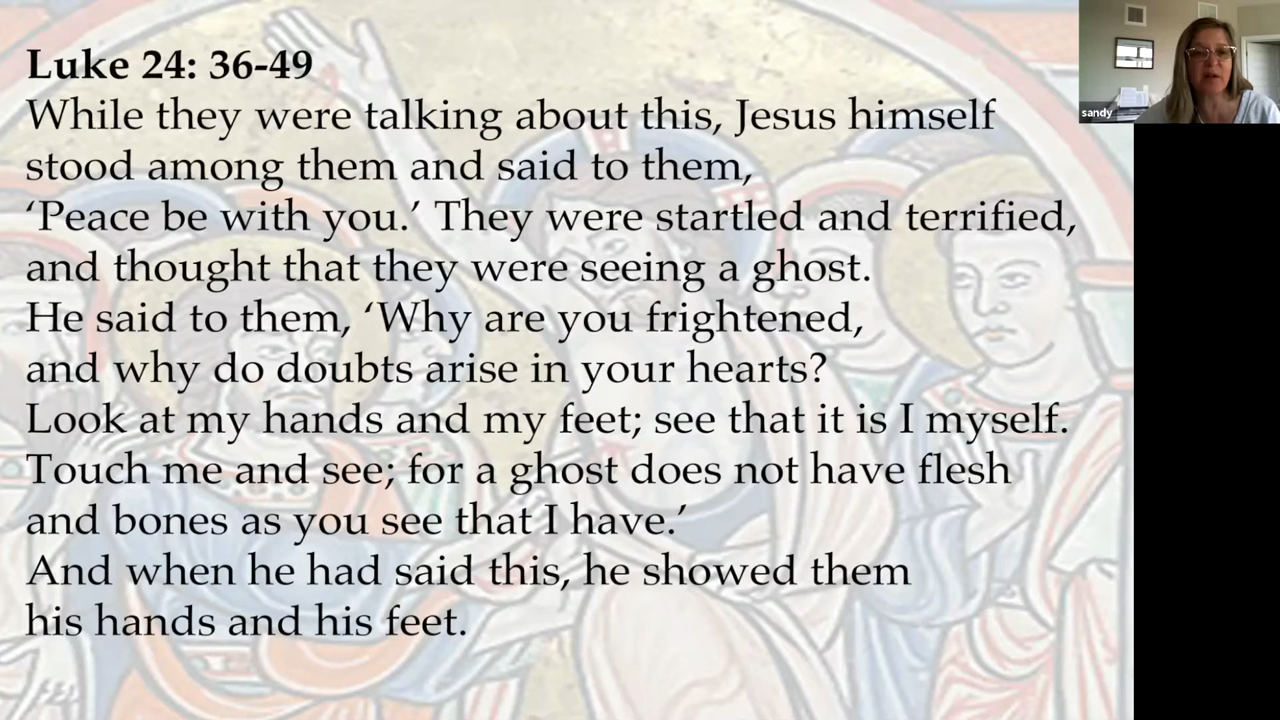 Luke 24: 36-49
While they were talking about this, Jesus himself
stood among them and said to them,
‘Peace be with you.’ They were startled and terrified,
and thought that they were seeing a ghost.
He said to them, ‘Why are you frightened,
and why do doubts arise in your hearts?
Look at my hands and my feet; see that it is I myself.
Touch me and see; for a ghost does not have flesh
and bones as you see that I have.’
And when he had said this, he showed them
his hands and his feet.
sandy